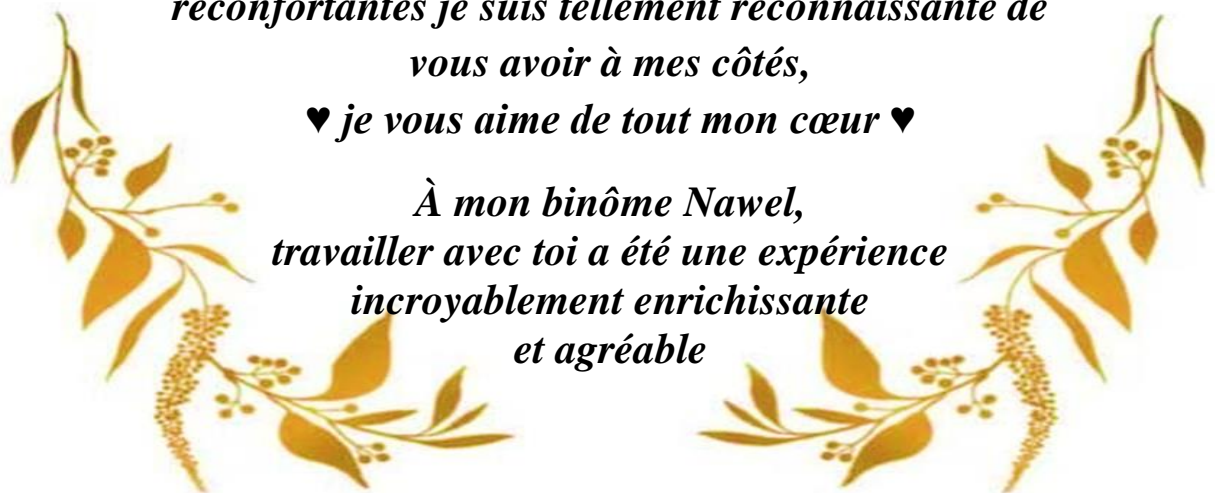 réconfortantes je suis tellement reconnaissante de
vous avoir à mes côtés,
♥ je vous aime de tout mon cœur ♥
À mon binôme Nawel,
travailler avec toi a été une expérience
incroyablement enrichissante
et agréable